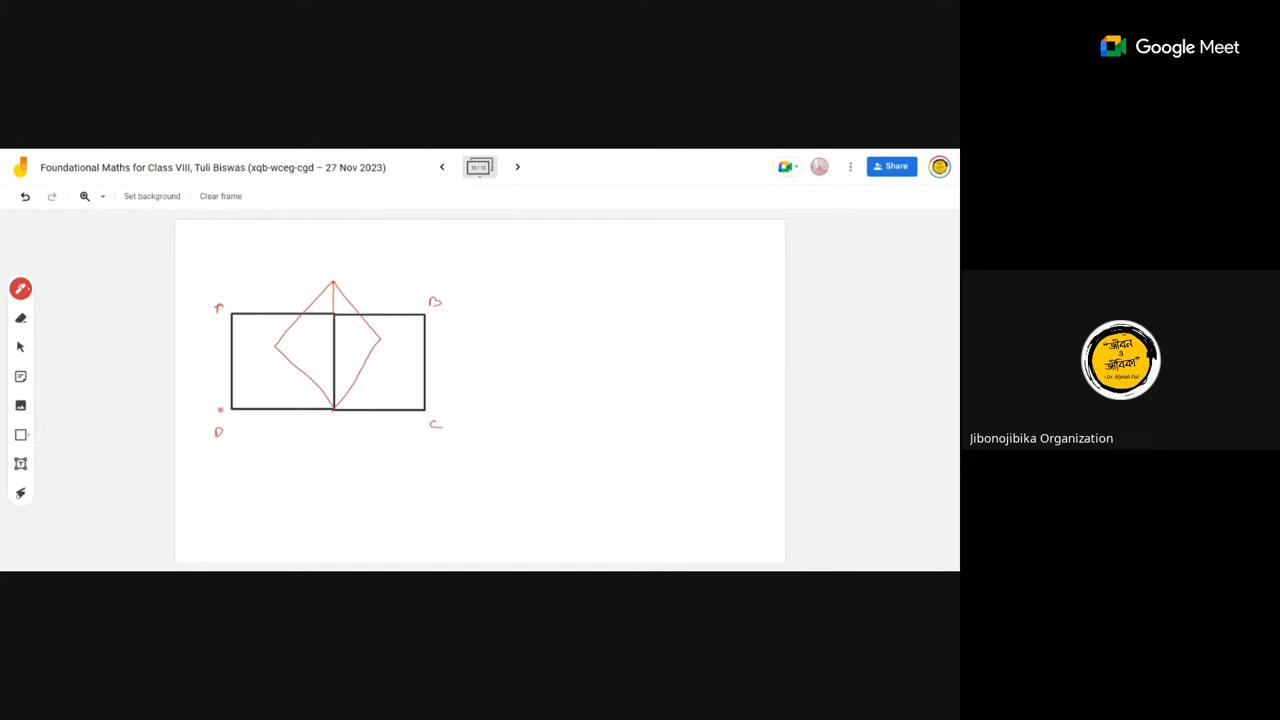 Google Meet
Foundational Maths for Class VIII, Tuli Biswas (xqb-wceg-cgd – 27 Nov 2023)
Share
Set background
Clear frame
B
D
C
"জীবন
ও
জীবিকা"
Jibonojibika Organization